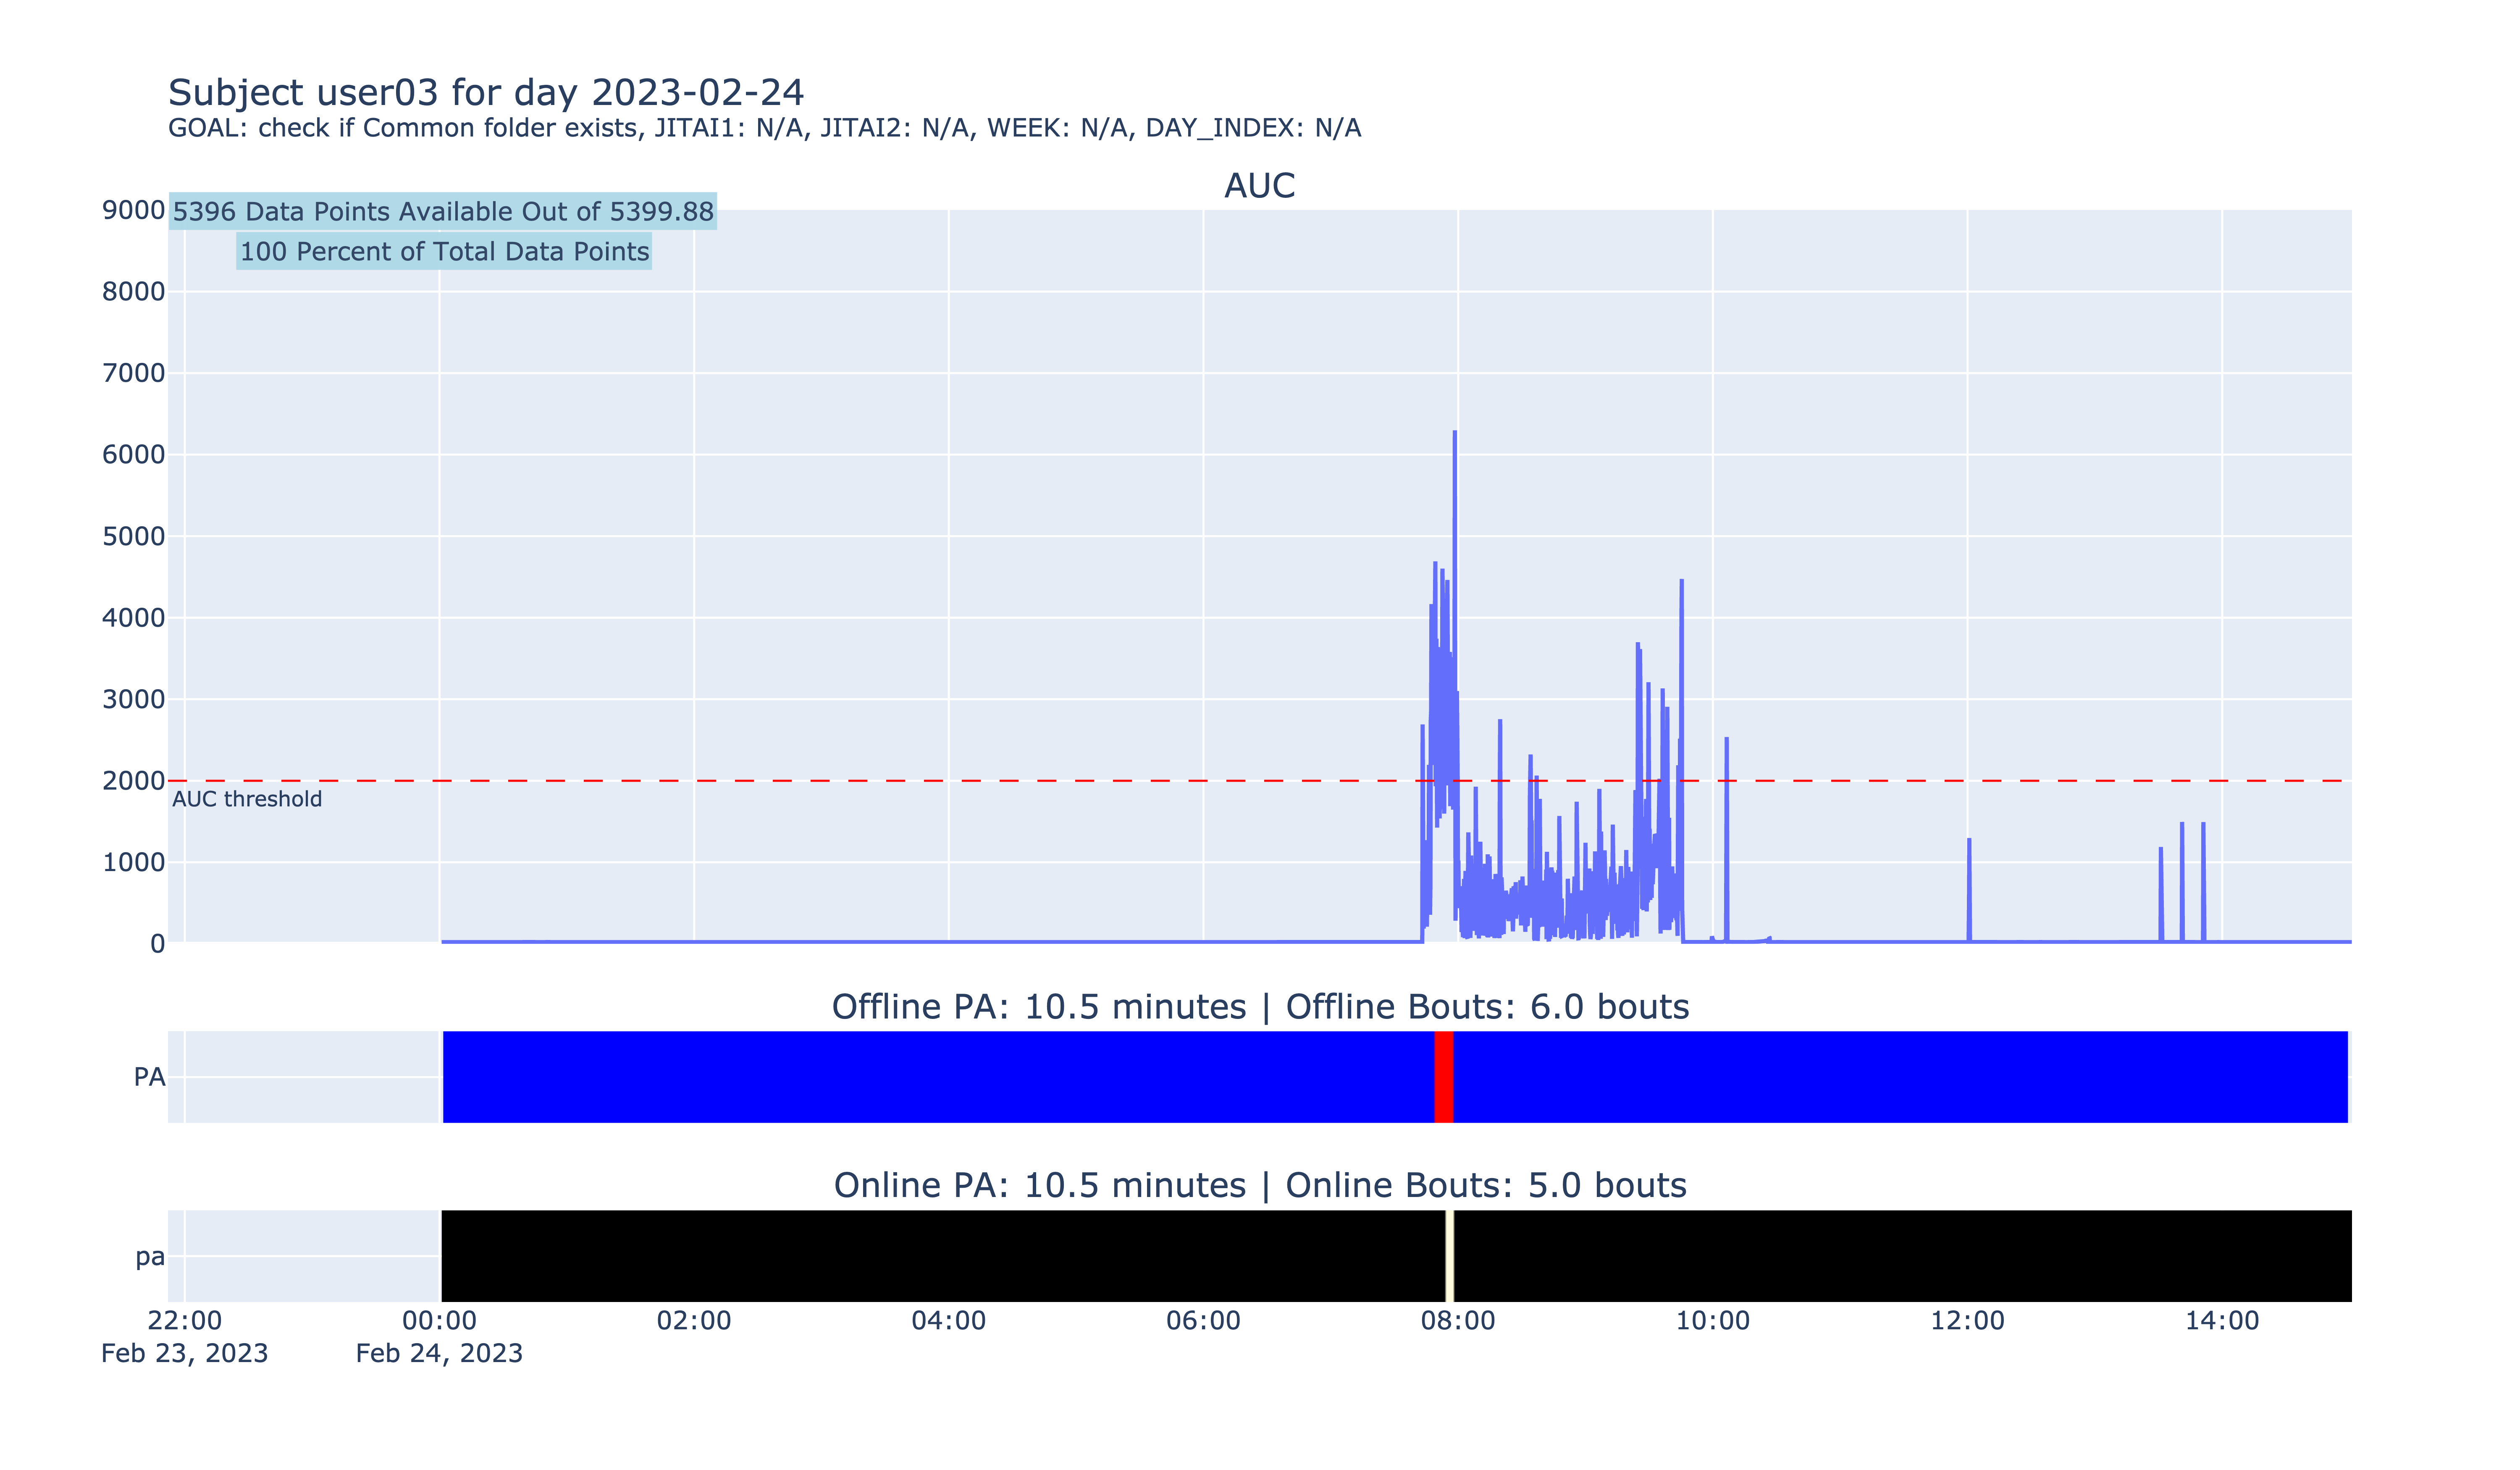 Subject user03 for day 2023-02-24
GOAL: check if Common folder exists, JITAI1: N/A, JITAI2: N/A, WEEK: N/A, DAY_INDEX: N/A
AUC
5396 Data Points Available Out of 5399.88
100 Percent of Total Data Points
9000
8000
7000
6000
5000
4000
3000
2000
AUC threshold
1000
0
Offline PA: 10.5 minutes | Offline Bouts: 6.0 bouts
PA
Online PA: 10.5 minutes | Online Bouts: 5.0 bouts
pa
22:00 00:00 02:00 04:00 06:00 08:00 10:00 12:00 14:00
Feb 23, 2023 Feb 24, 2023